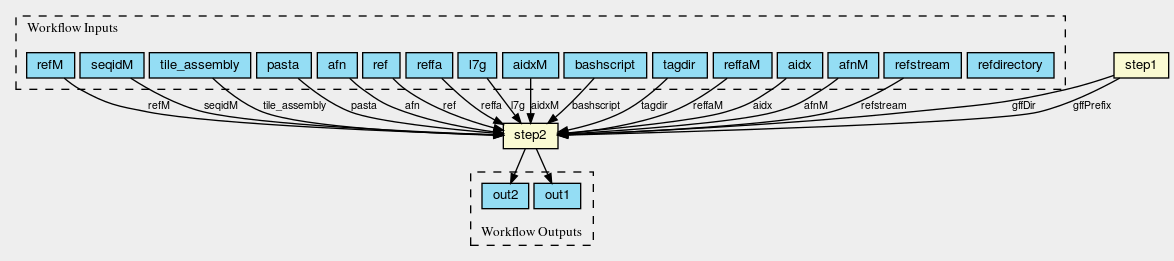 Workflow Inputs
refM seqidM tile_assembly pasta afn ref reffa l7g aidxM bashscript tagdir reffaM aidx afnM refstream refdirectory step1
refM seqidM tile_assembly pasta afn ref reffa l7g aidxM bashscript tagdir reffaM aidx afnM refstream gffDir gffPrefix
step2
out2 out1
Workflow Outputs